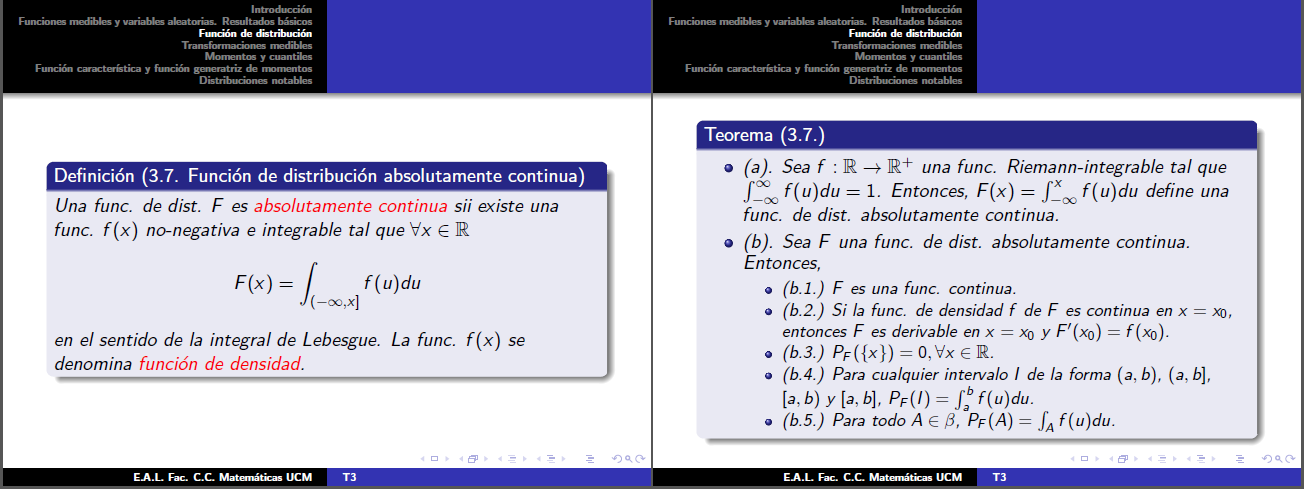 Introducción
Funciones medibles y variables aleatorias. Resultados básicos
Función de distribución
Transformaciones medibles
Momentos y cuantiles
Función característica y función generatriz de momentos
Distribuciones notables
Definición (3.7. Función de distribución absolutamente continua)
Una func. de dist. F es absolutamente continua sii existe una
func. f(x) no-negativa e integrable tal que ∀x ∈ ℝ
F(x) = ∫_{(−∞,x]} f(u)du
en el sentido de la integral de Lebesgue. La func. f(x) se
denomina función de densidad.
E.A.L. Fac. C.C. Matemáticas UCM T3
Introducción
Funciones medibles y variables aleatorias. Resultados básicos
Función de distribución
Transformaciones medibles
Momentos y cuantiles
Función característica y función generatriz de momentos
Distribuciones notables
Teorema (3.7.)
(a). Sea f : ℝ → ℝ⁺ una func. Riemann-integrable tal que
∫_{−∞}^{∞} f(u)du = 1. Entonces, F(x) = ∫_{−∞}^{x} f(u)du define una
func. de dist. absolutamente continua.
(b). Sea F una func. de dist. absolutamente continua.
Entonces,
(b.1.) F es una func. continua.
(b.2.) Si la func. de densidad f de F es continua en x = x₀,
entonces F es derivable en x = x₀ y F′(x₀) = f(x₀).
(b.3.) P_F({x}) = 0, ∀x ∈ ℝ.
(b.4.) Para cualquier intervalo I de la forma (a, b), (a, b],
[a, b) y [a, b], P_F(I) = ∫_a^b f(u)du.
(b.5.) Para todo A ∈ β, P_F(A) = ∫_A f(u)du.
E.A.L. Fac. C.C. Matemáticas UCM T3